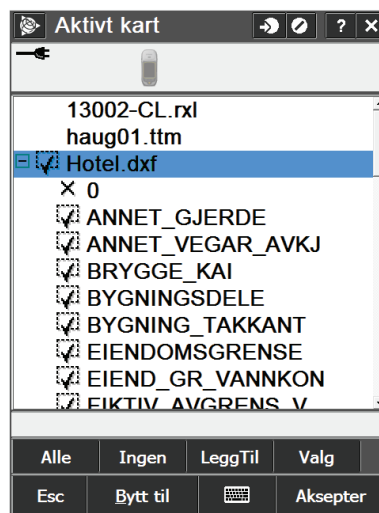 Aktivt kart ? ×
13002-CL.rxl
haug01.ttm
Hotel.dxf
0
ANNET_GJERDE
ANNET_VEGAR_AVKJ
BRYGGE_KAI
BYGNINGSDELE
BYGNING_TAKKANT
EIENDOMSGRENSE
EIEND_GR_VANNKON
FIKTIV_AVGRENS_V
Alle Ingen LeggTil Valg
Esc Bytt til Aksepter